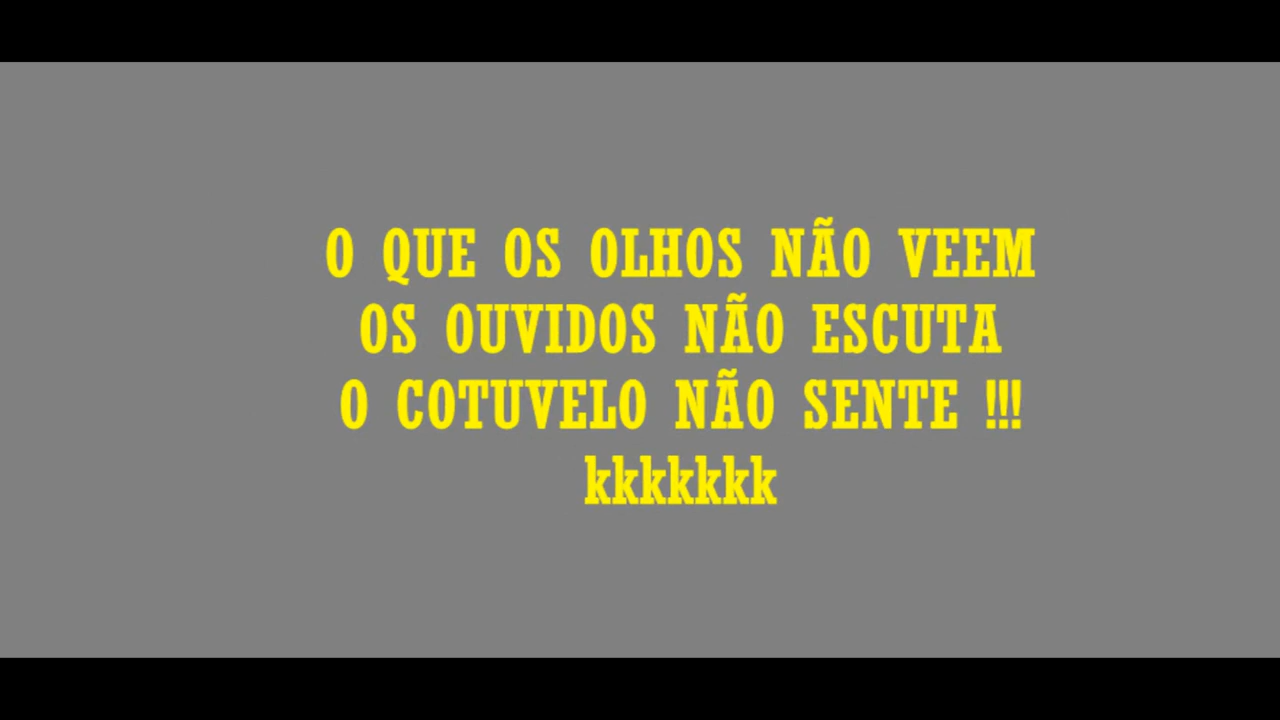 O QUE OS OLHOS NÃO VEEM
OS OUVIDOS NÃO ESCUTA
O COTUVELO NÃO SENTE !!!
kkkkkkk